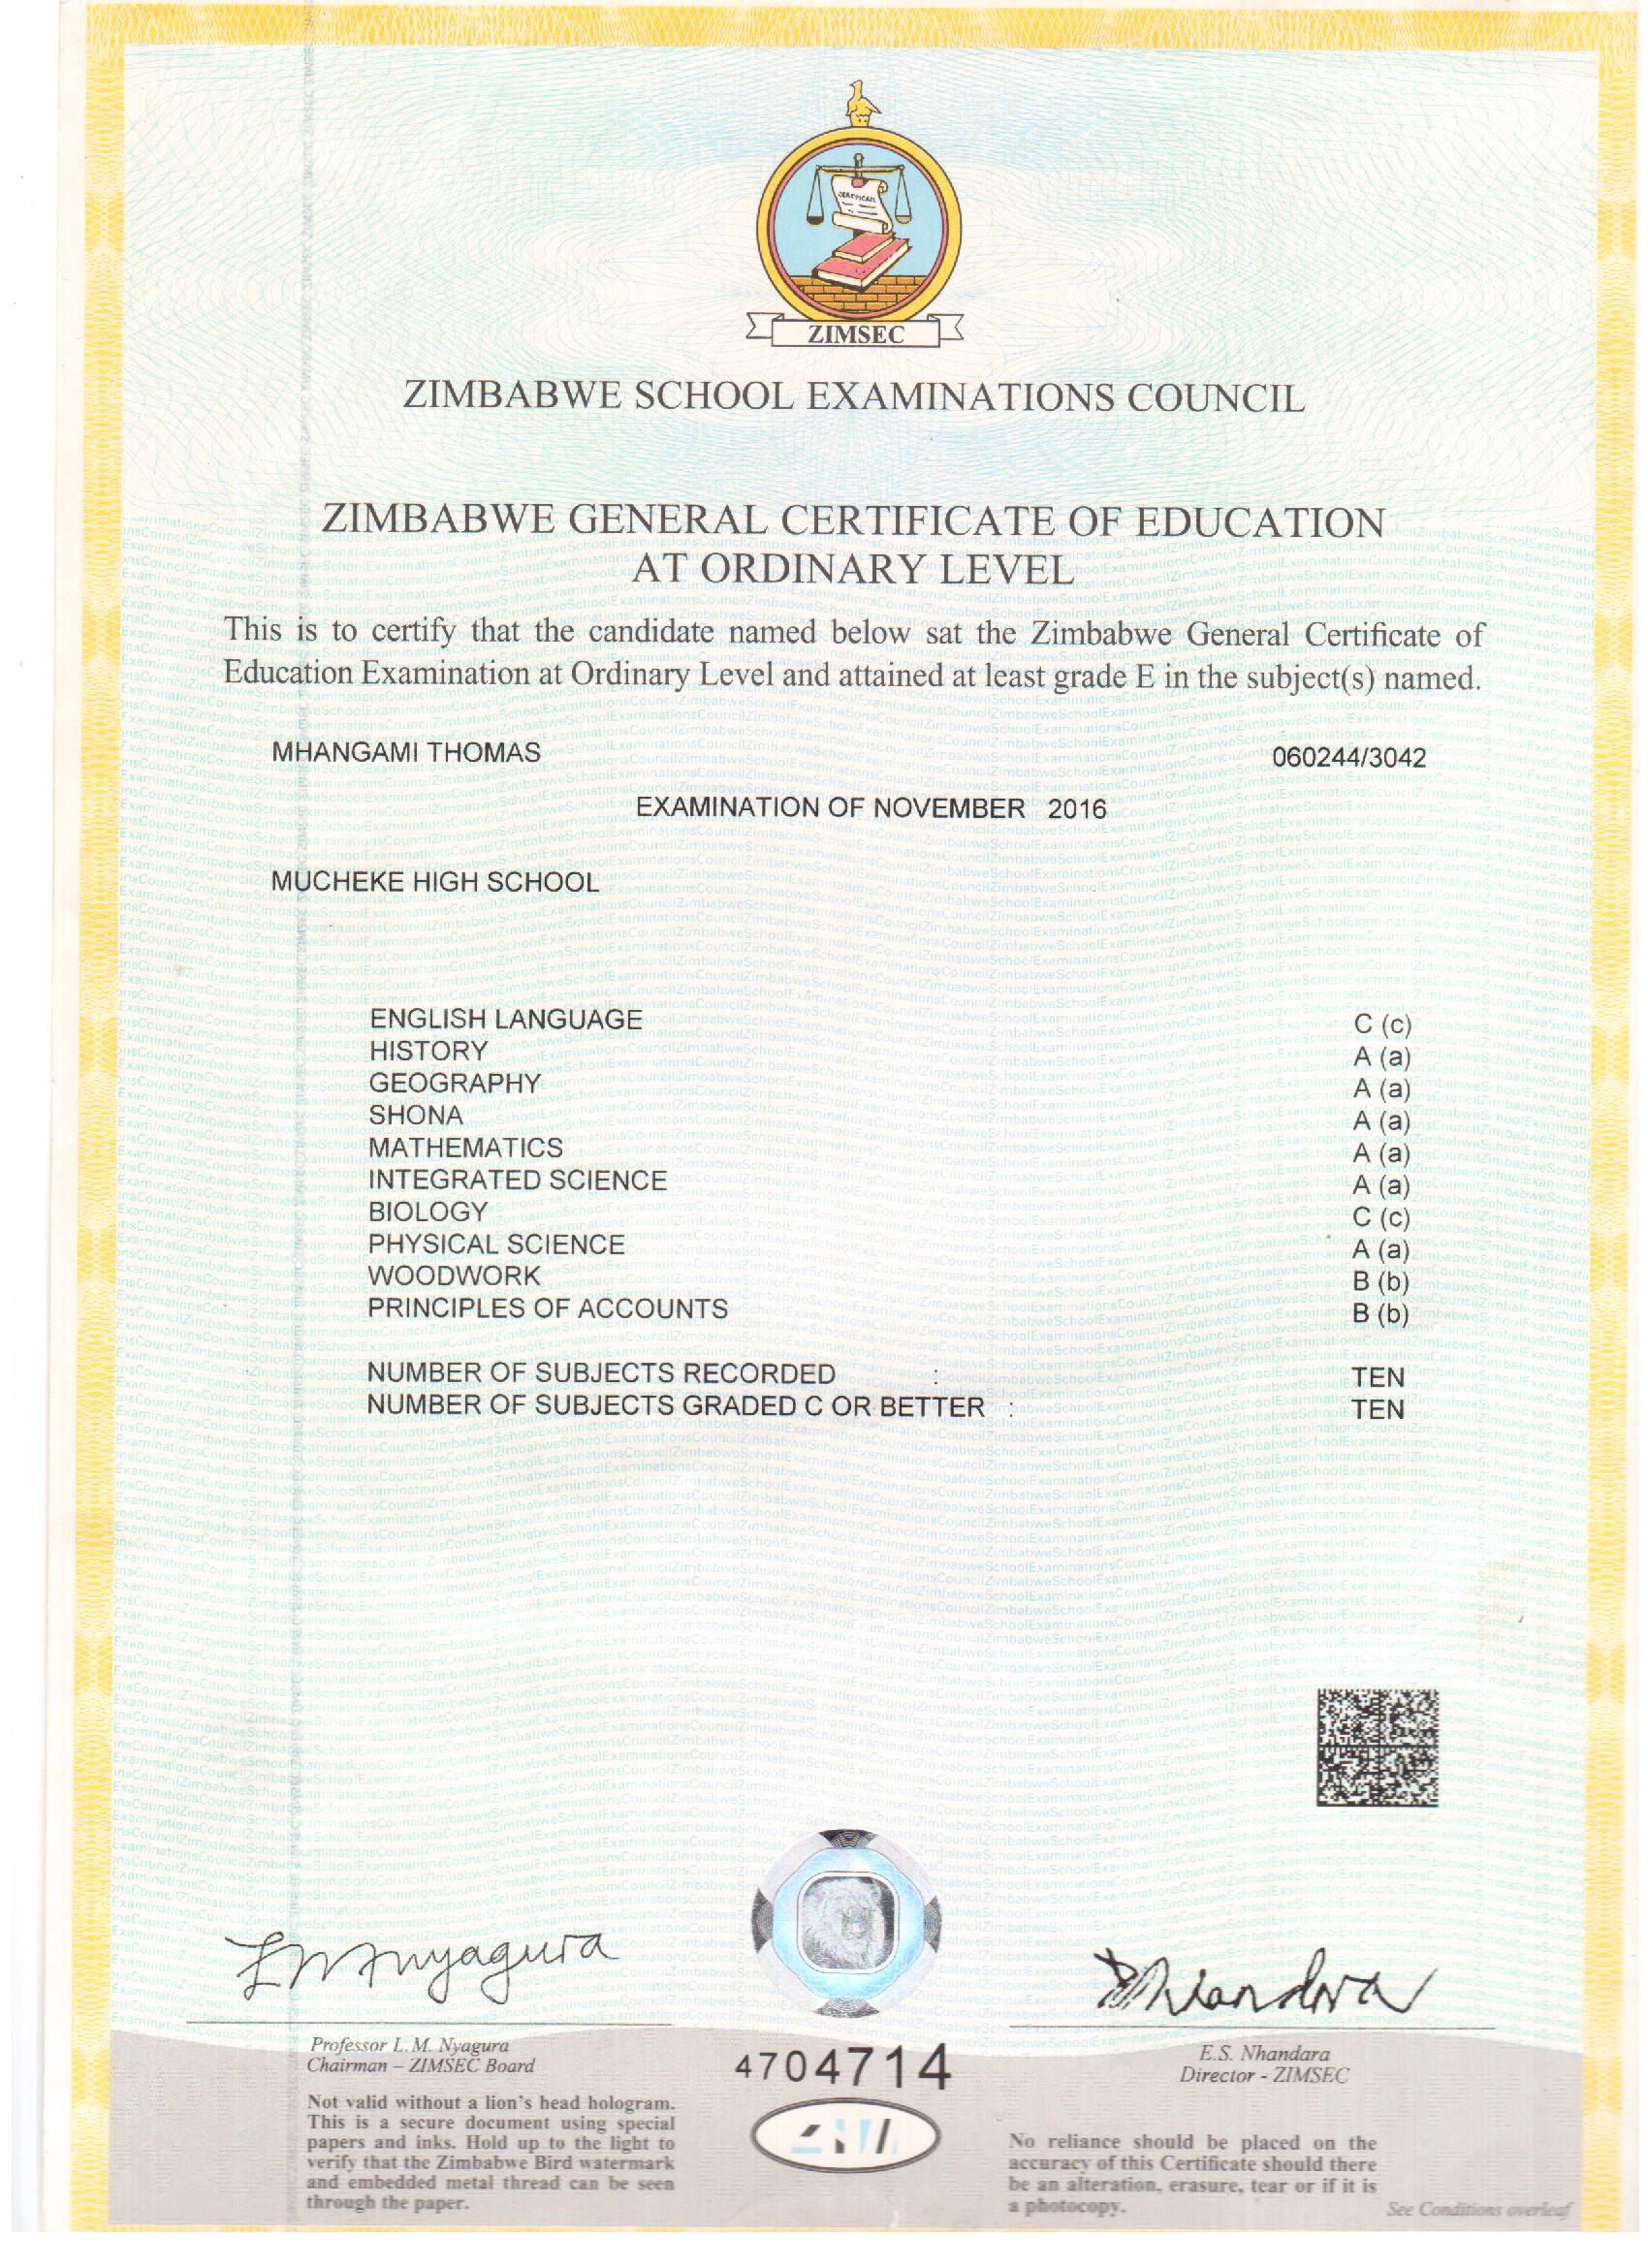 CERTIFICATE
ZIMSEC
ZIMBABWE SCHOOL EXAMINATIONS COUNCIL
ZIMBABWE GENERAL CERTIFICATE OF EDUCATION
AT ORDINARY LEVEL
This is to certify that the candidate named below sat the Zimbabwe General Certificate of
Education Examination at Ordinary Level and attained at least grade E in the subject(s) named.
MHANGAMI THOMAS 060244/3042
EXAMINATION OF NOVEMBER 2016
MUCHEKE HIGH SCHOOL
ENGLISH LANGUAGE C (c)
HISTORY A (a)
GEOGRAPHY A (a)
SHONA A (a)
MATHEMATICS A (a)
INTEGRATED SCIENCE A (a)
BIOLOGY C (c)
PHYSICAL SCIENCE A (a)
WOODWORK B (b)
PRINCIPLES OF ACCOUNTS B (b)
NUMBER OF SUBJECTS RECORDED : TEN
NUMBER OF SUBJECTS GRADED C OR BETTER : TEN
Professor L. M. Nyagura
Chairman – ZIMSEC Board
Not valid without a lion's head hologram.
This is a secure document using special
papers and inks. Hold up to the light to
verify that the Zimbabwe Bird watermark
and embedded metal thread can be seen
through the paper.
4704714
E.S. Nhandara
Director - ZIMSEC
No reliance should be placed on the
accuracy of this Certificate should there
be an alteration, erasure, tear or if it is
a photocopy.
See Conditions overleaf